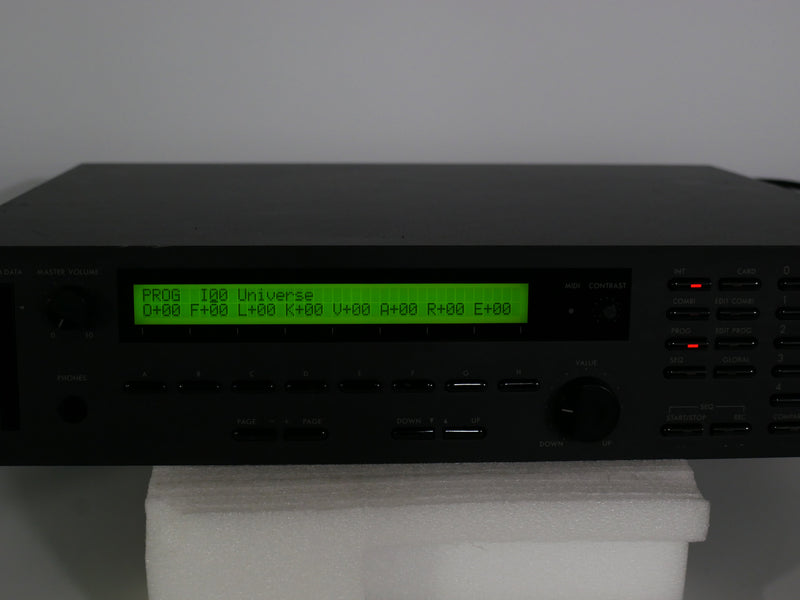 DATA
MASTER VOLUME
0 10
PHONES
PROG I00 Universe
O+00 F+00 L+00 K+00 V+00 A+00 R+00 E+00
MIDI CONTRAST
A B C D E F G H
PAGE − + PAGE
DOWN ▼ ▲ UP
VALUE
DOWN UP
INT CARD
COMBI EDIT COMBI
PROG EDIT PROG
SEQ GLOBAL
SEQ
START/STOP REC
0
1
2
3
4